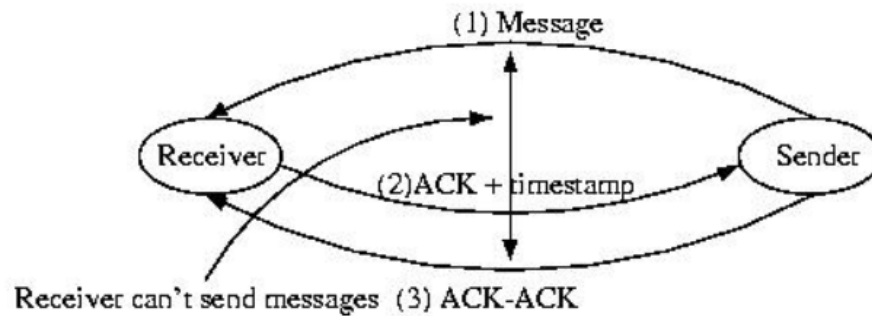 (1) Message
Receiver
Sender
(2)ACK + timestamp
Receiver can't send messages (3) ACK-ACK